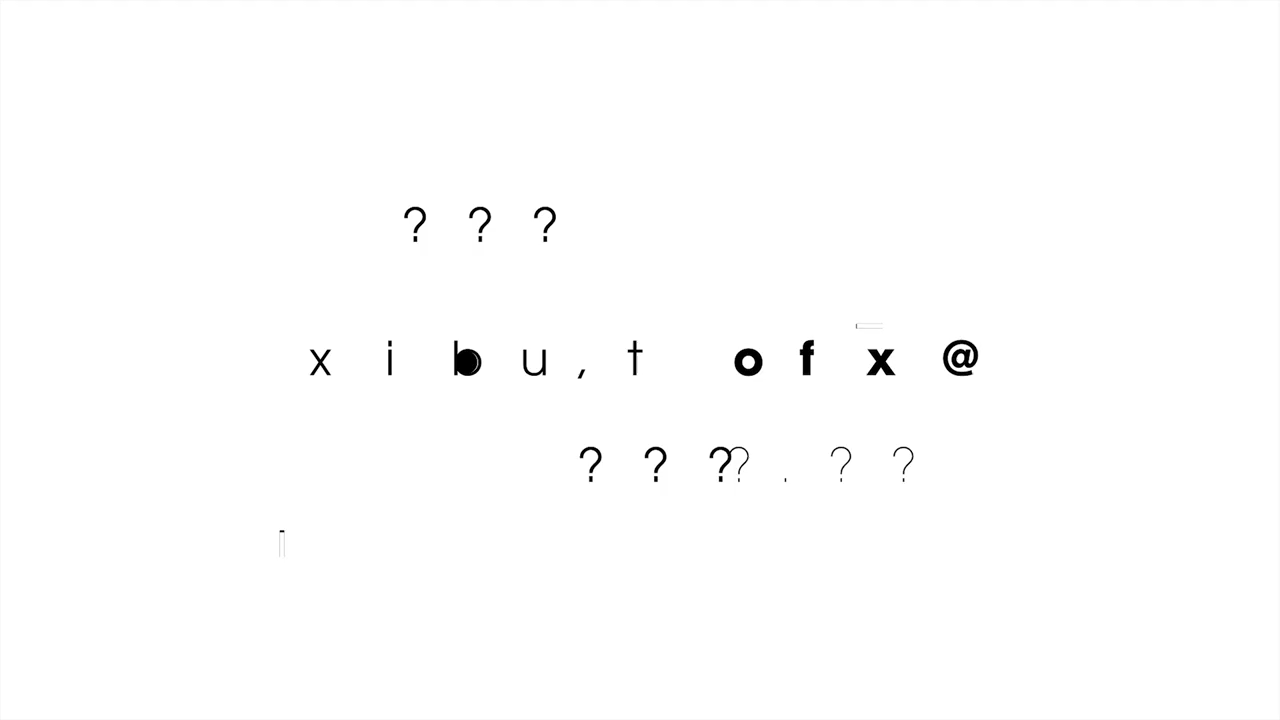 ? ? ?
x i b u , t o f x @
? ? ? ? . ? ?